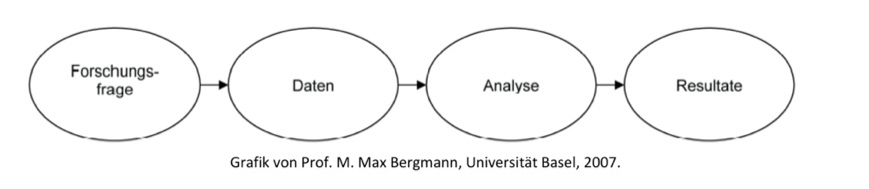 Forschungs-
frage
Daten
Analyse
Resultate
Grafik von Prof. M. Max Bergmann, Universität Basel, 2007.